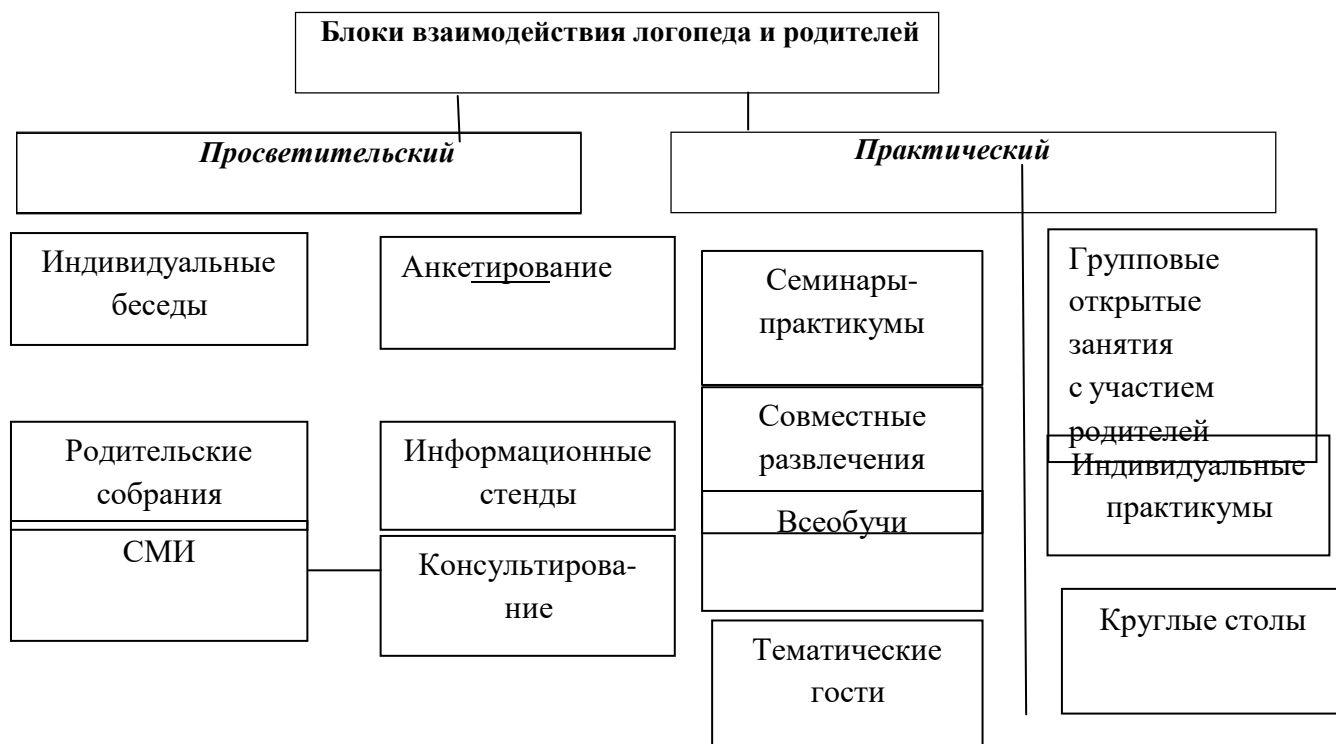 Блоки взаимодействия логопеда и родителей
Просветительский
Практический
Индивидуальные
беседы
Анкетирование
Родительские
собрания
Информационные
стенды
СМИ
Консультирова-
ние
Семинары-
практикумы
Совместные
развлечения
Всеобучи
Тематические
гости
Групповые
открытые
занятия
с участием
родителей
Индивидуальные
практикумы
Круглые столы